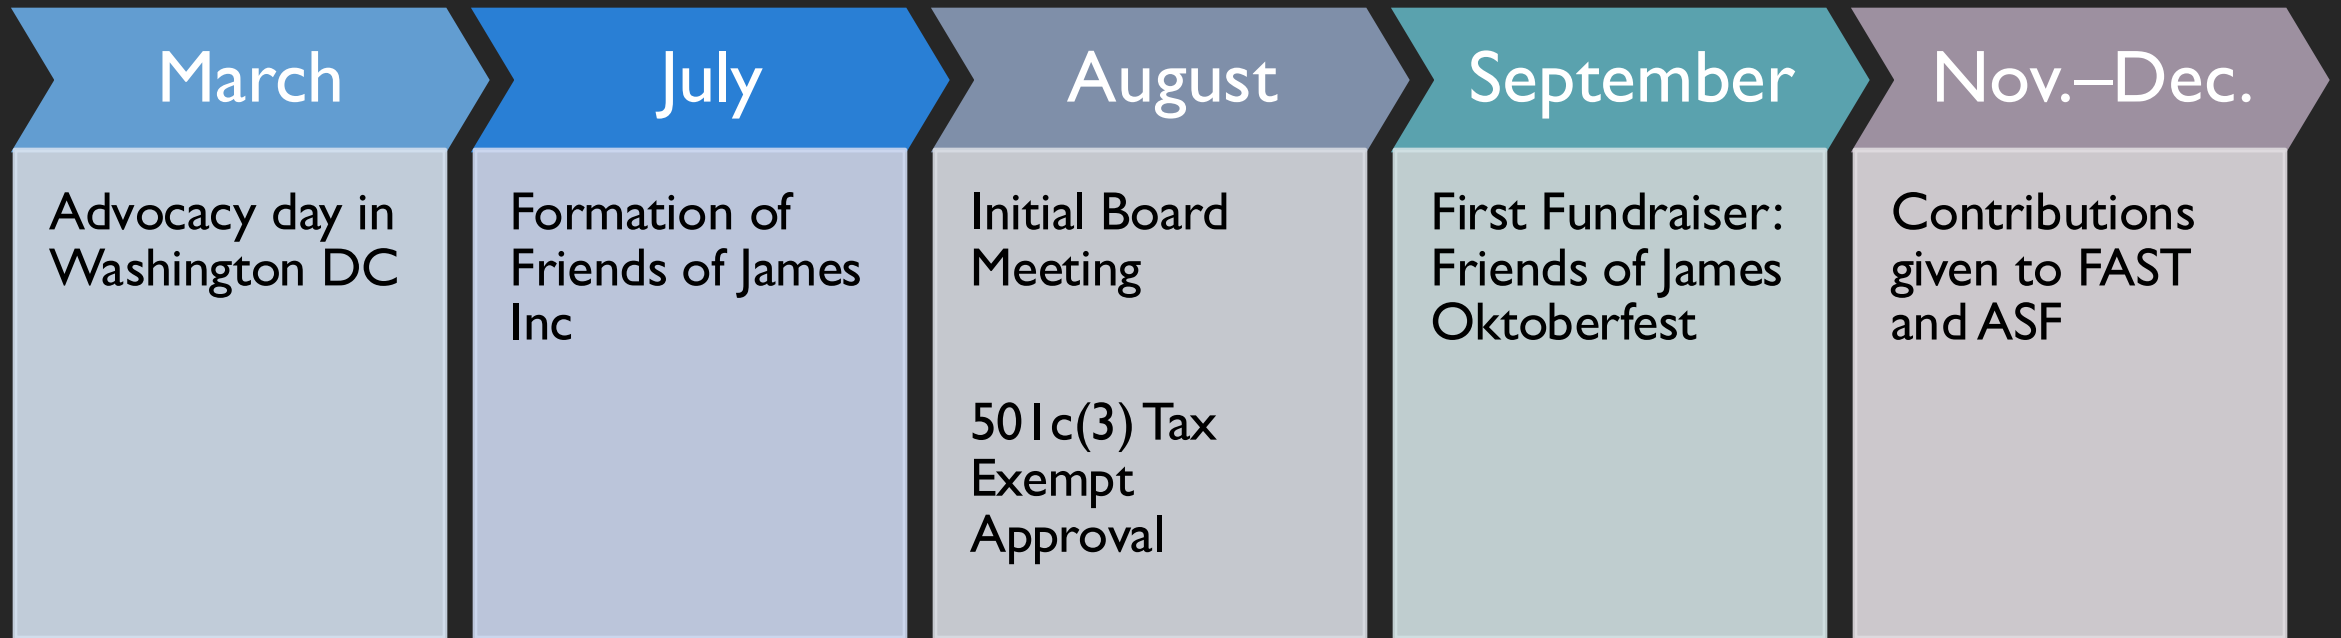 March
Advocacy day in
Washington DC
July
Formation of
Friends of James
Inc
August
Initial Board
Meeting
501c(3) Tax
Exempt
Approval
September
First Fundraiser:
Friends of James
Oktoberfest
Nov.–Dec.
Contributions
given to FAST
and ASF